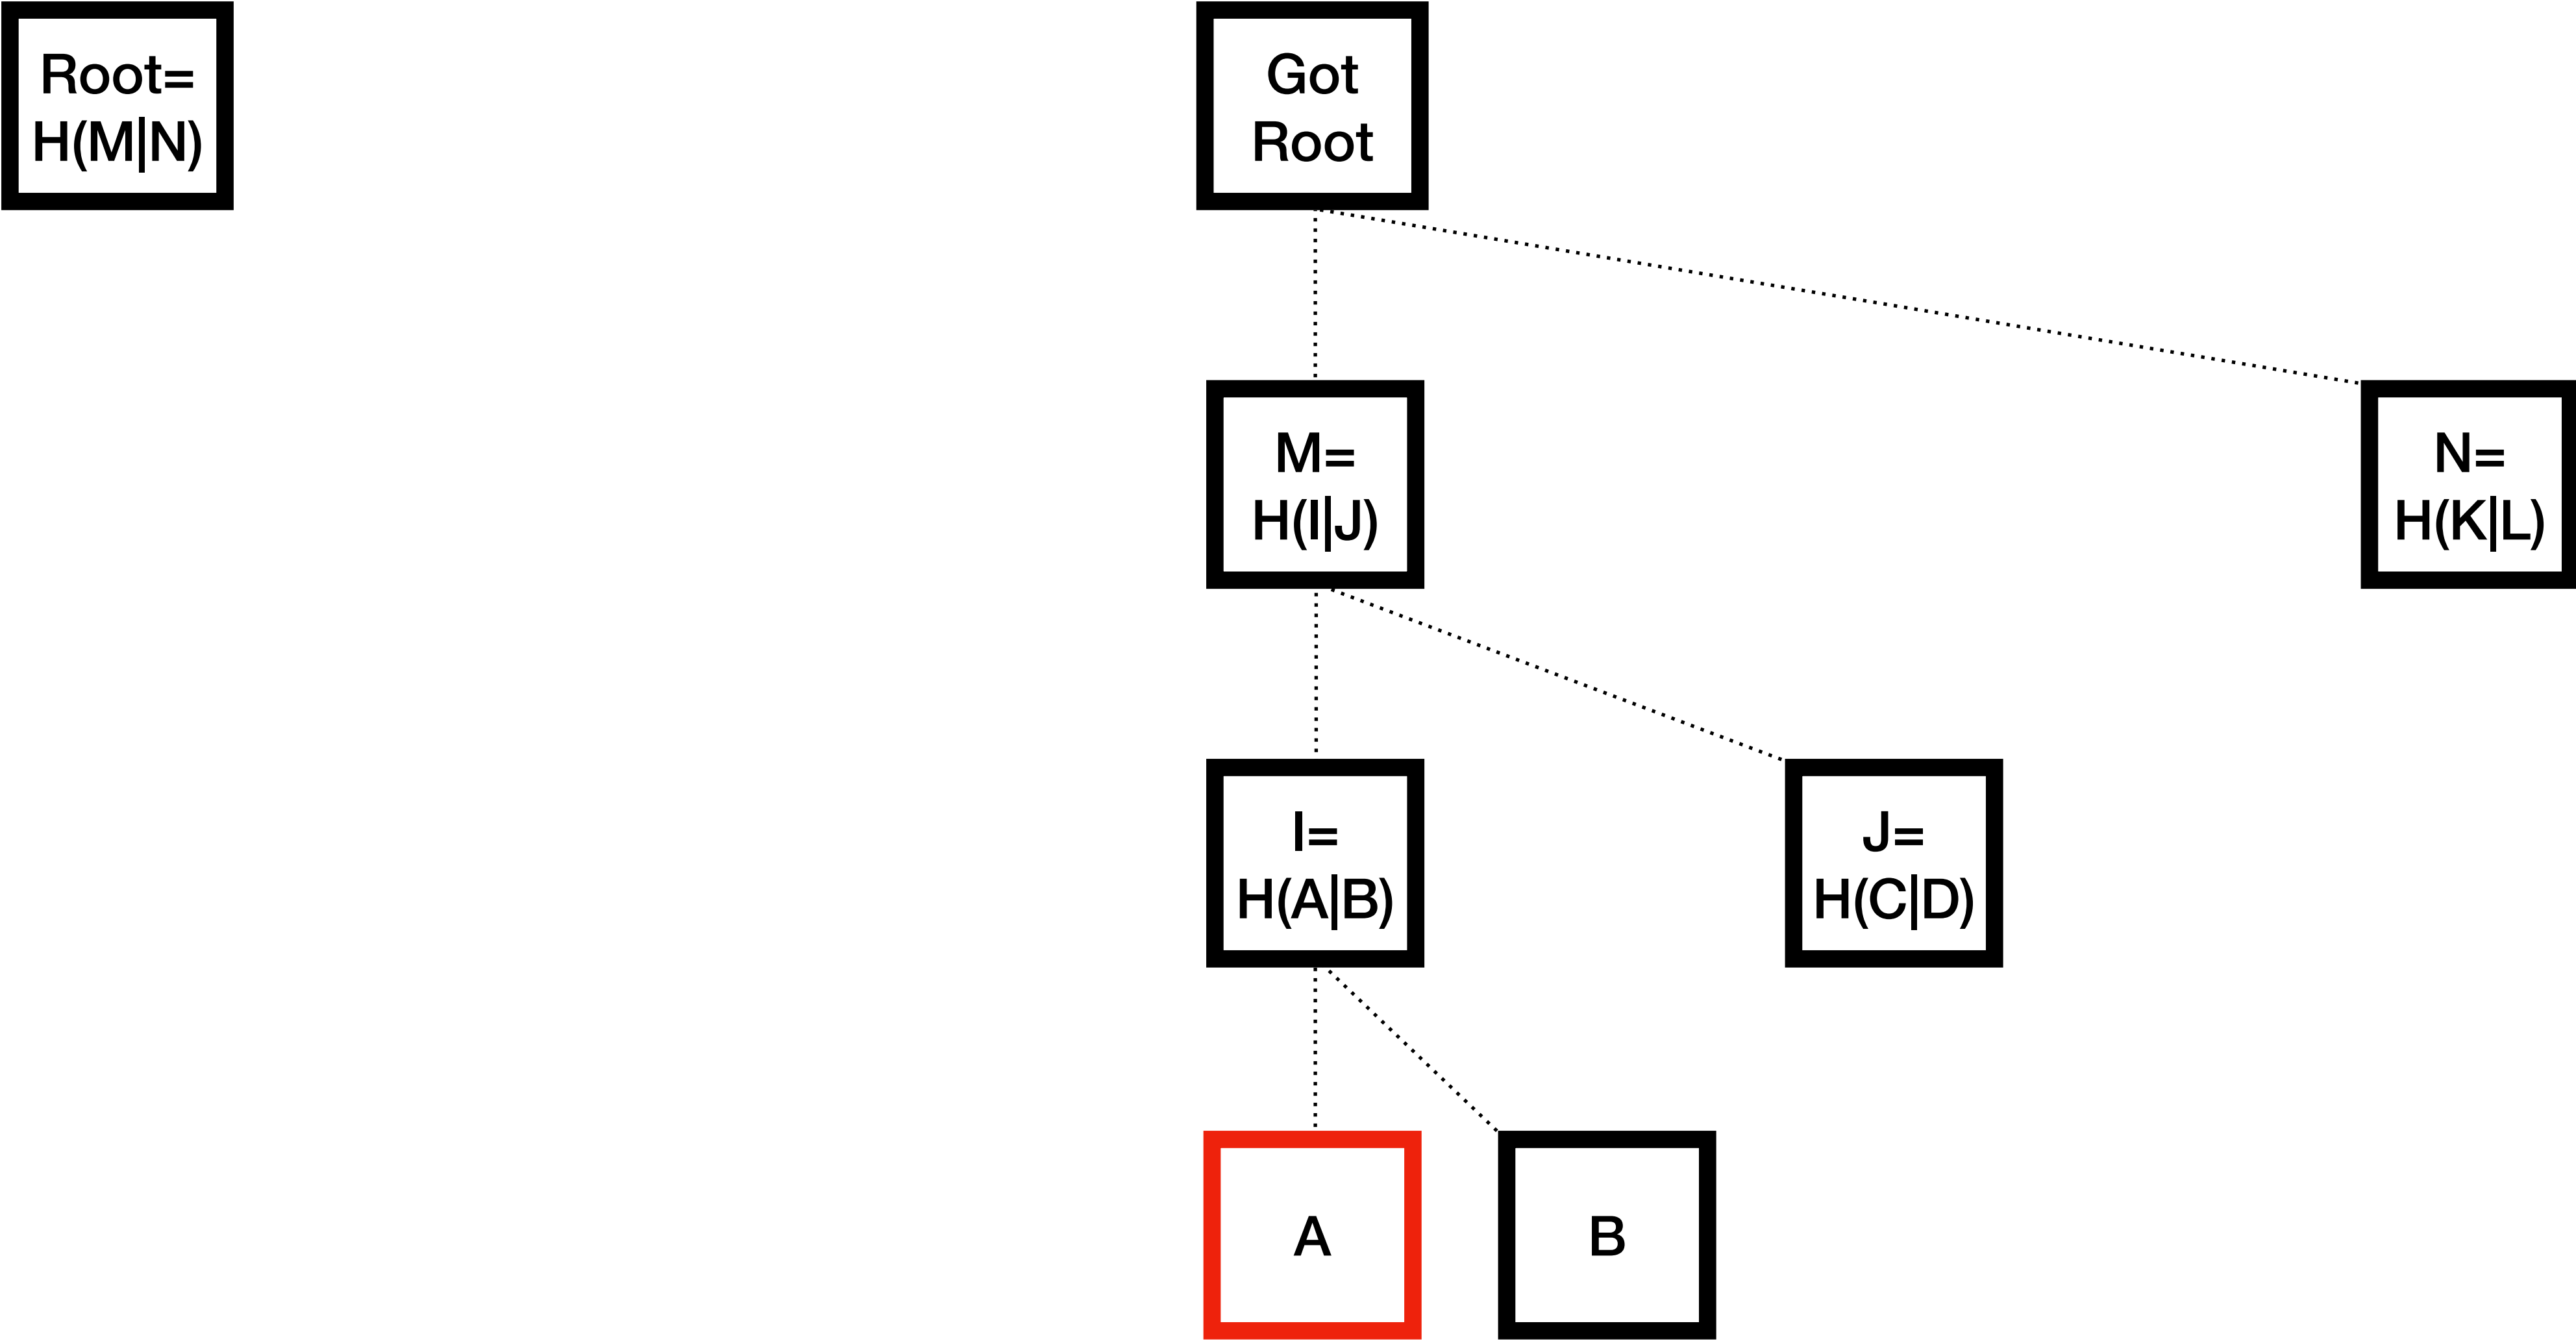 Root=
H(M|N)
Got
Root
M=
H(I|J)
N=
H(K|L)
I=
H(A|B)
J=
H(C|D)
A
B